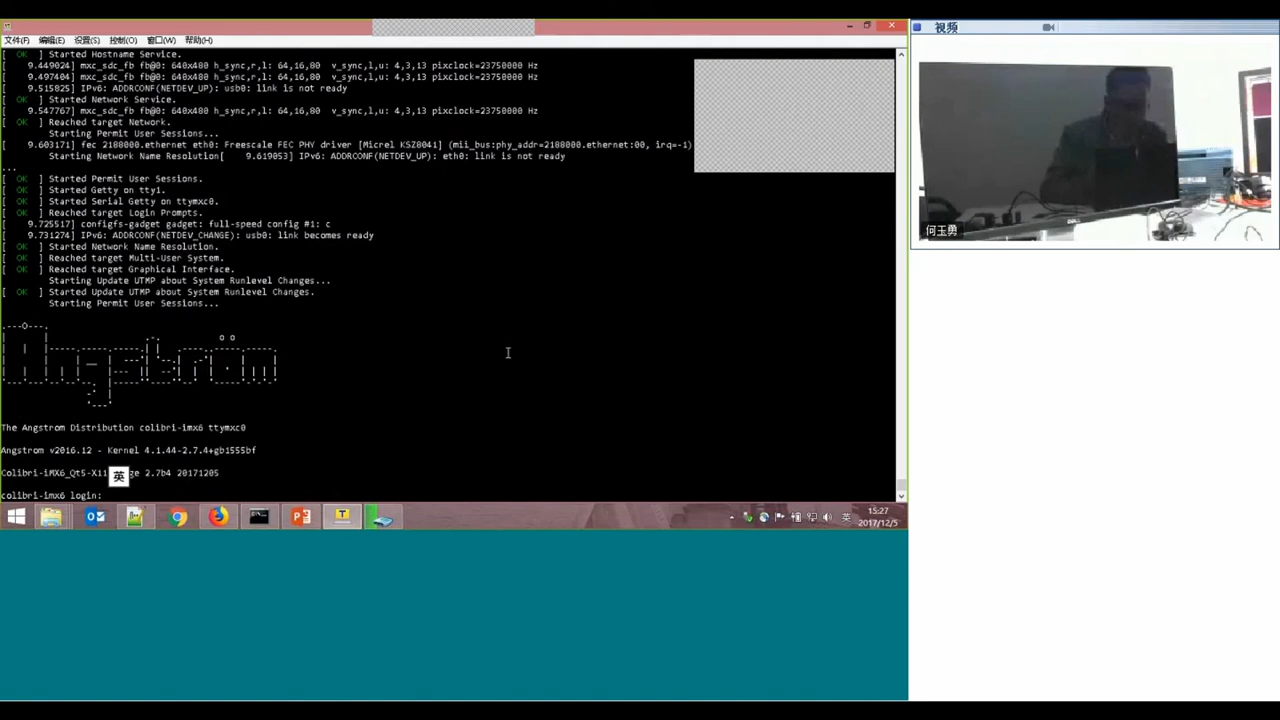 文件(F) 编辑(E) 设置(S) 控制(O) 窗口(W) 帮助(H)
[ OK ] Started Hostname Service.
[ 9.449024] mxc_sdc_fb fb@0: 640x480 h_sync,r,l: 64,16,80 v_sync,l,u: 4,3,13 pixclock=23750000 Hz
[ 9.497404] mxc_sdc_fb fb@0: 640x480 h_sync,r,l: 64,16,80 v_sync,l,u: 4,3,13 pixclock=23750000 Hz
[ 9.515825] IPv6: ADDRCONF(NETDEV_UP): usb0: link is not ready
[ OK ] Started Network Service.
[ 9.547767] mxc_sdc_fb fb@0: 640x480 h_sync,r,l: 64,16,80 v_sync,l,u: 4,3,13 pixclock=23750000 Hz
[ OK ] Reached target Network.
Starting Permit User Sessions...
[ 9.603171] fec 2188000.ethernet eth0: Freescale FEC PHY driver [Micrel KSZ8041] (mii_bus:phy_addr=2188000.ethernet:00, irq=-1)
Starting Network Name Resolution[ 9.619053] IPv6: ADDRCONF(NETDEV_UP): eth0: link is not ready
...
[ OK ] Started Permit User Sessions.
[ OK ] Started Getty on tty1.
[ OK ] Started Serial Getty on ttymxc0.
[ OK ] Reached target Login Prompts.
[ 9.725517] configfs-gadget gadget: full-speed config #1: c
[ 9.731274] IPv6: ADDRCONF(NETDEV_CHANGE): usb0: link becomes ready
[ OK ] Started Network Name Resolution.
[ OK ] Reached target Multi-User System.
[ OK ] Reached target Graphical Interface.
Starting Update UTMP about System Runlevel Changes...
[ OK ] Started Update UTMP about System Runlevel Changes.
Starting Permit User Sessions...
The Angstrom Distribution colibri-imx6 ttymxc0
Angstrom v2016.12 - Kernel 4.1.44-2.7.4+gb1555bf
Colibri-iMX6_Qt5-X11 英 ge 2.7b4 20171205
colibri-imx6 login:
英
15:27
2017/12/5
视频
DELL
何玉勇